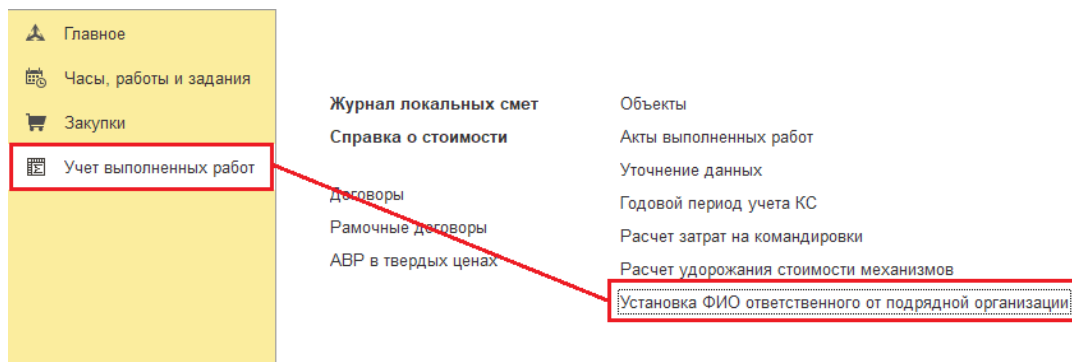 Главное
Часы, работы и задания
Закупки
Учет выполненных работ
Журнал локальных смет
Справка о стоимости
Договоры
Рамочные договоры
АВР в твердых ценах
Объекты
Акты выполненных работ
Уточнение данных
Годовой период учета КС
Расчет затрат на командировки
Расчет удорожания стоимости механизмов
Установка ФИО ответственного от подрядной организации